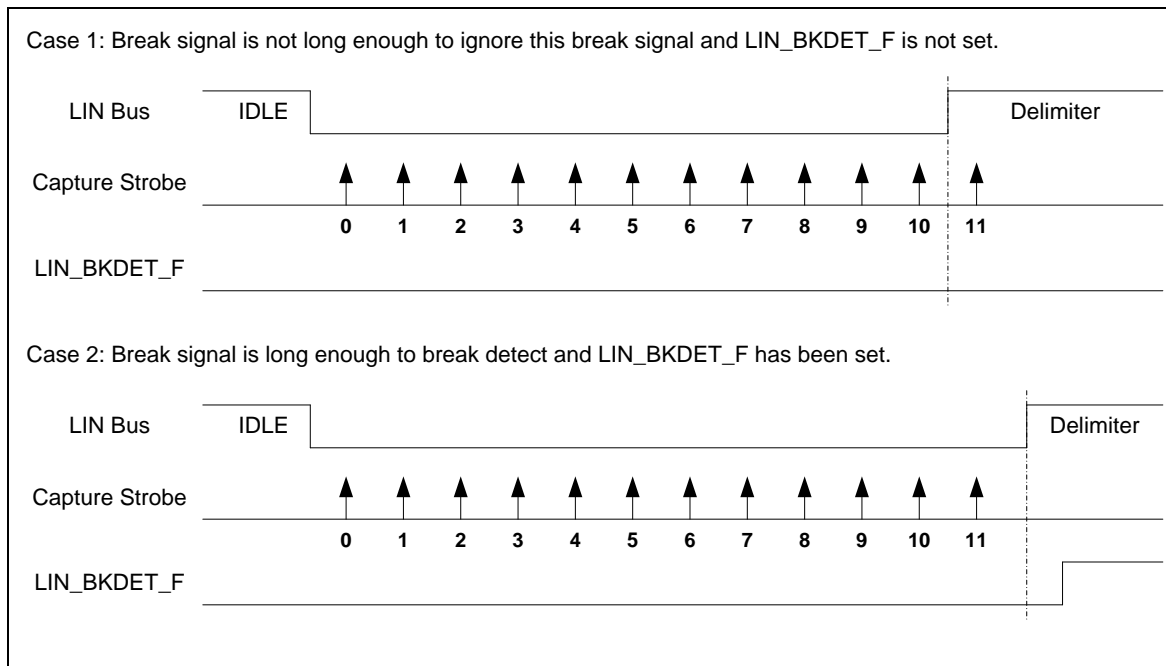 Case 1: Break signal is not long enough to ignore this break signal and LIN_BKDET_F is not set.
LIN Bus IDLE Delimiter
Capture Strobe
0 1 2 3 4 5 6 7 8 9 10 11
LIN_BKDET_F
Case 2: Break signal is long enough to break detect and LIN_BKDET_F has been set.
LIN Bus IDLE Delimiter
Capture Strobe
0 1 2 3 4 5 6 7 8 9 10 11
LIN_BKDET_F